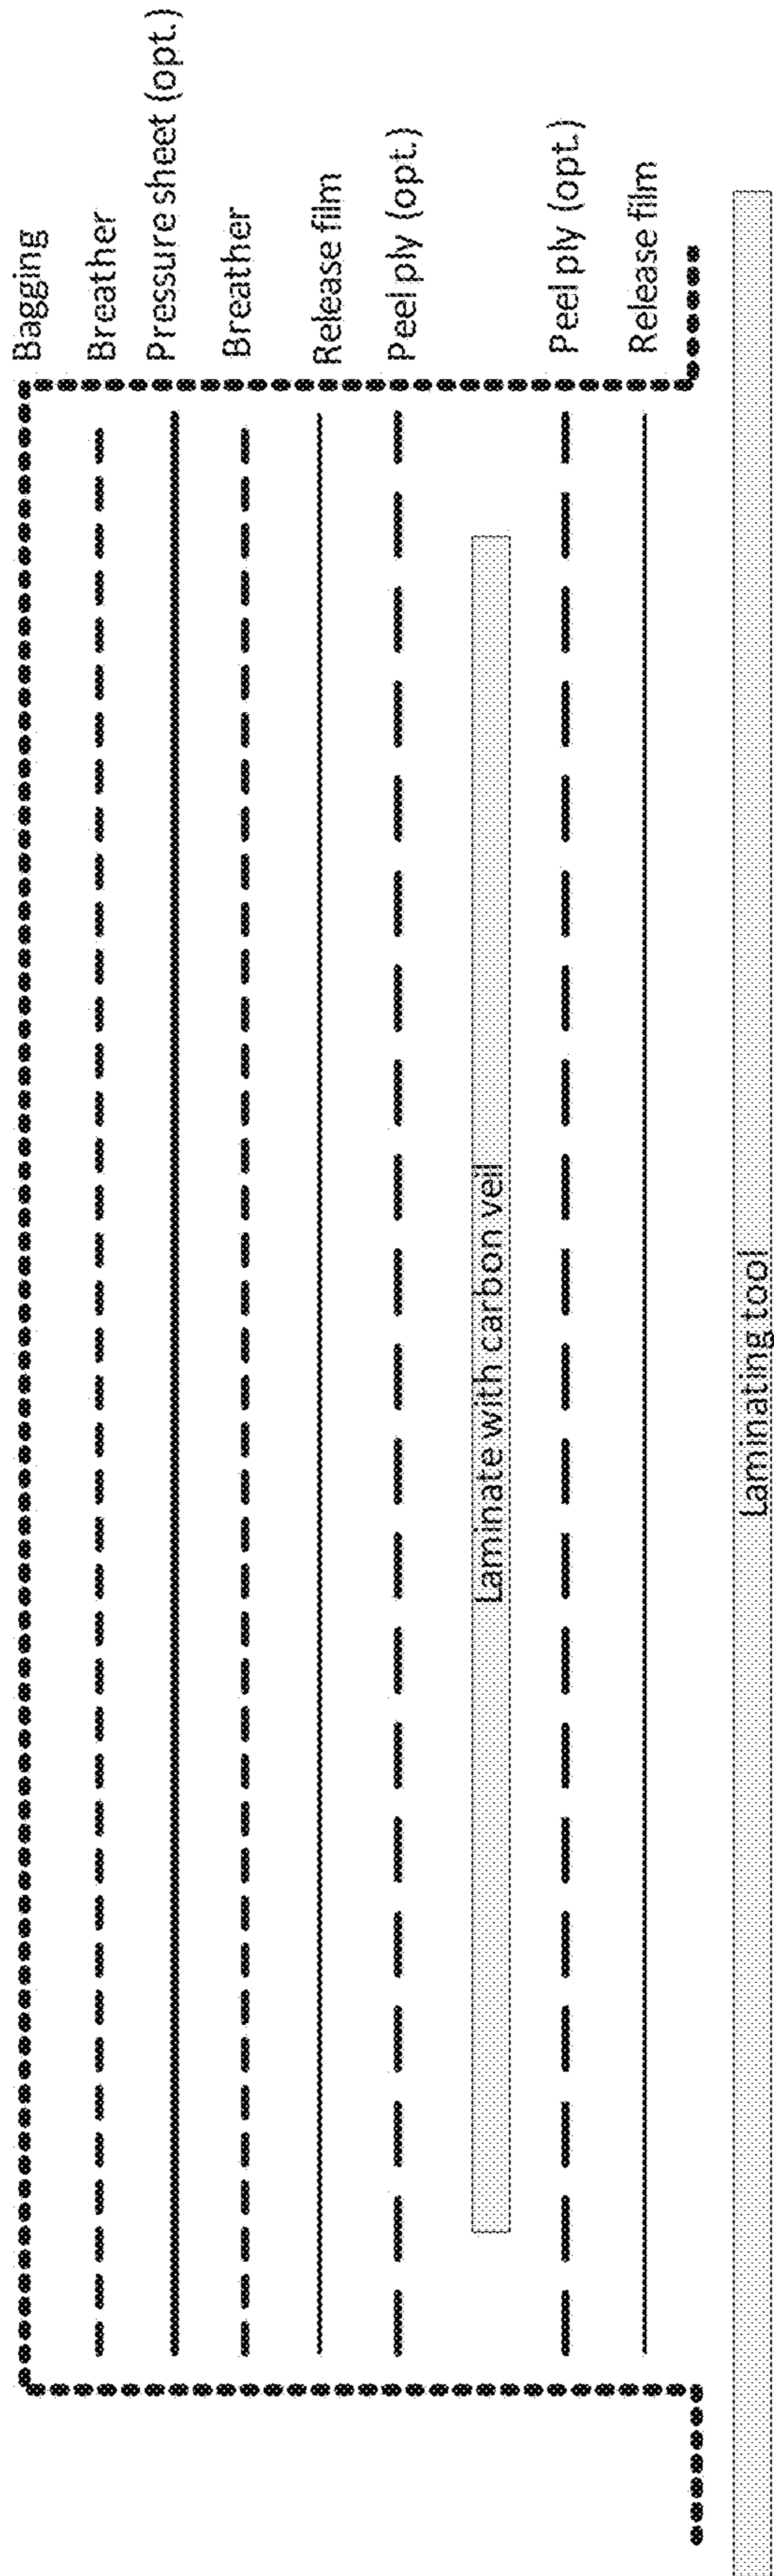 Bagging
Breather
Pressure sheet (opt.)
Breather
Release film
Peel ply (opt.)
Laminate with carbon veil
Peel ply (opt.)
Release film
Laminating tool